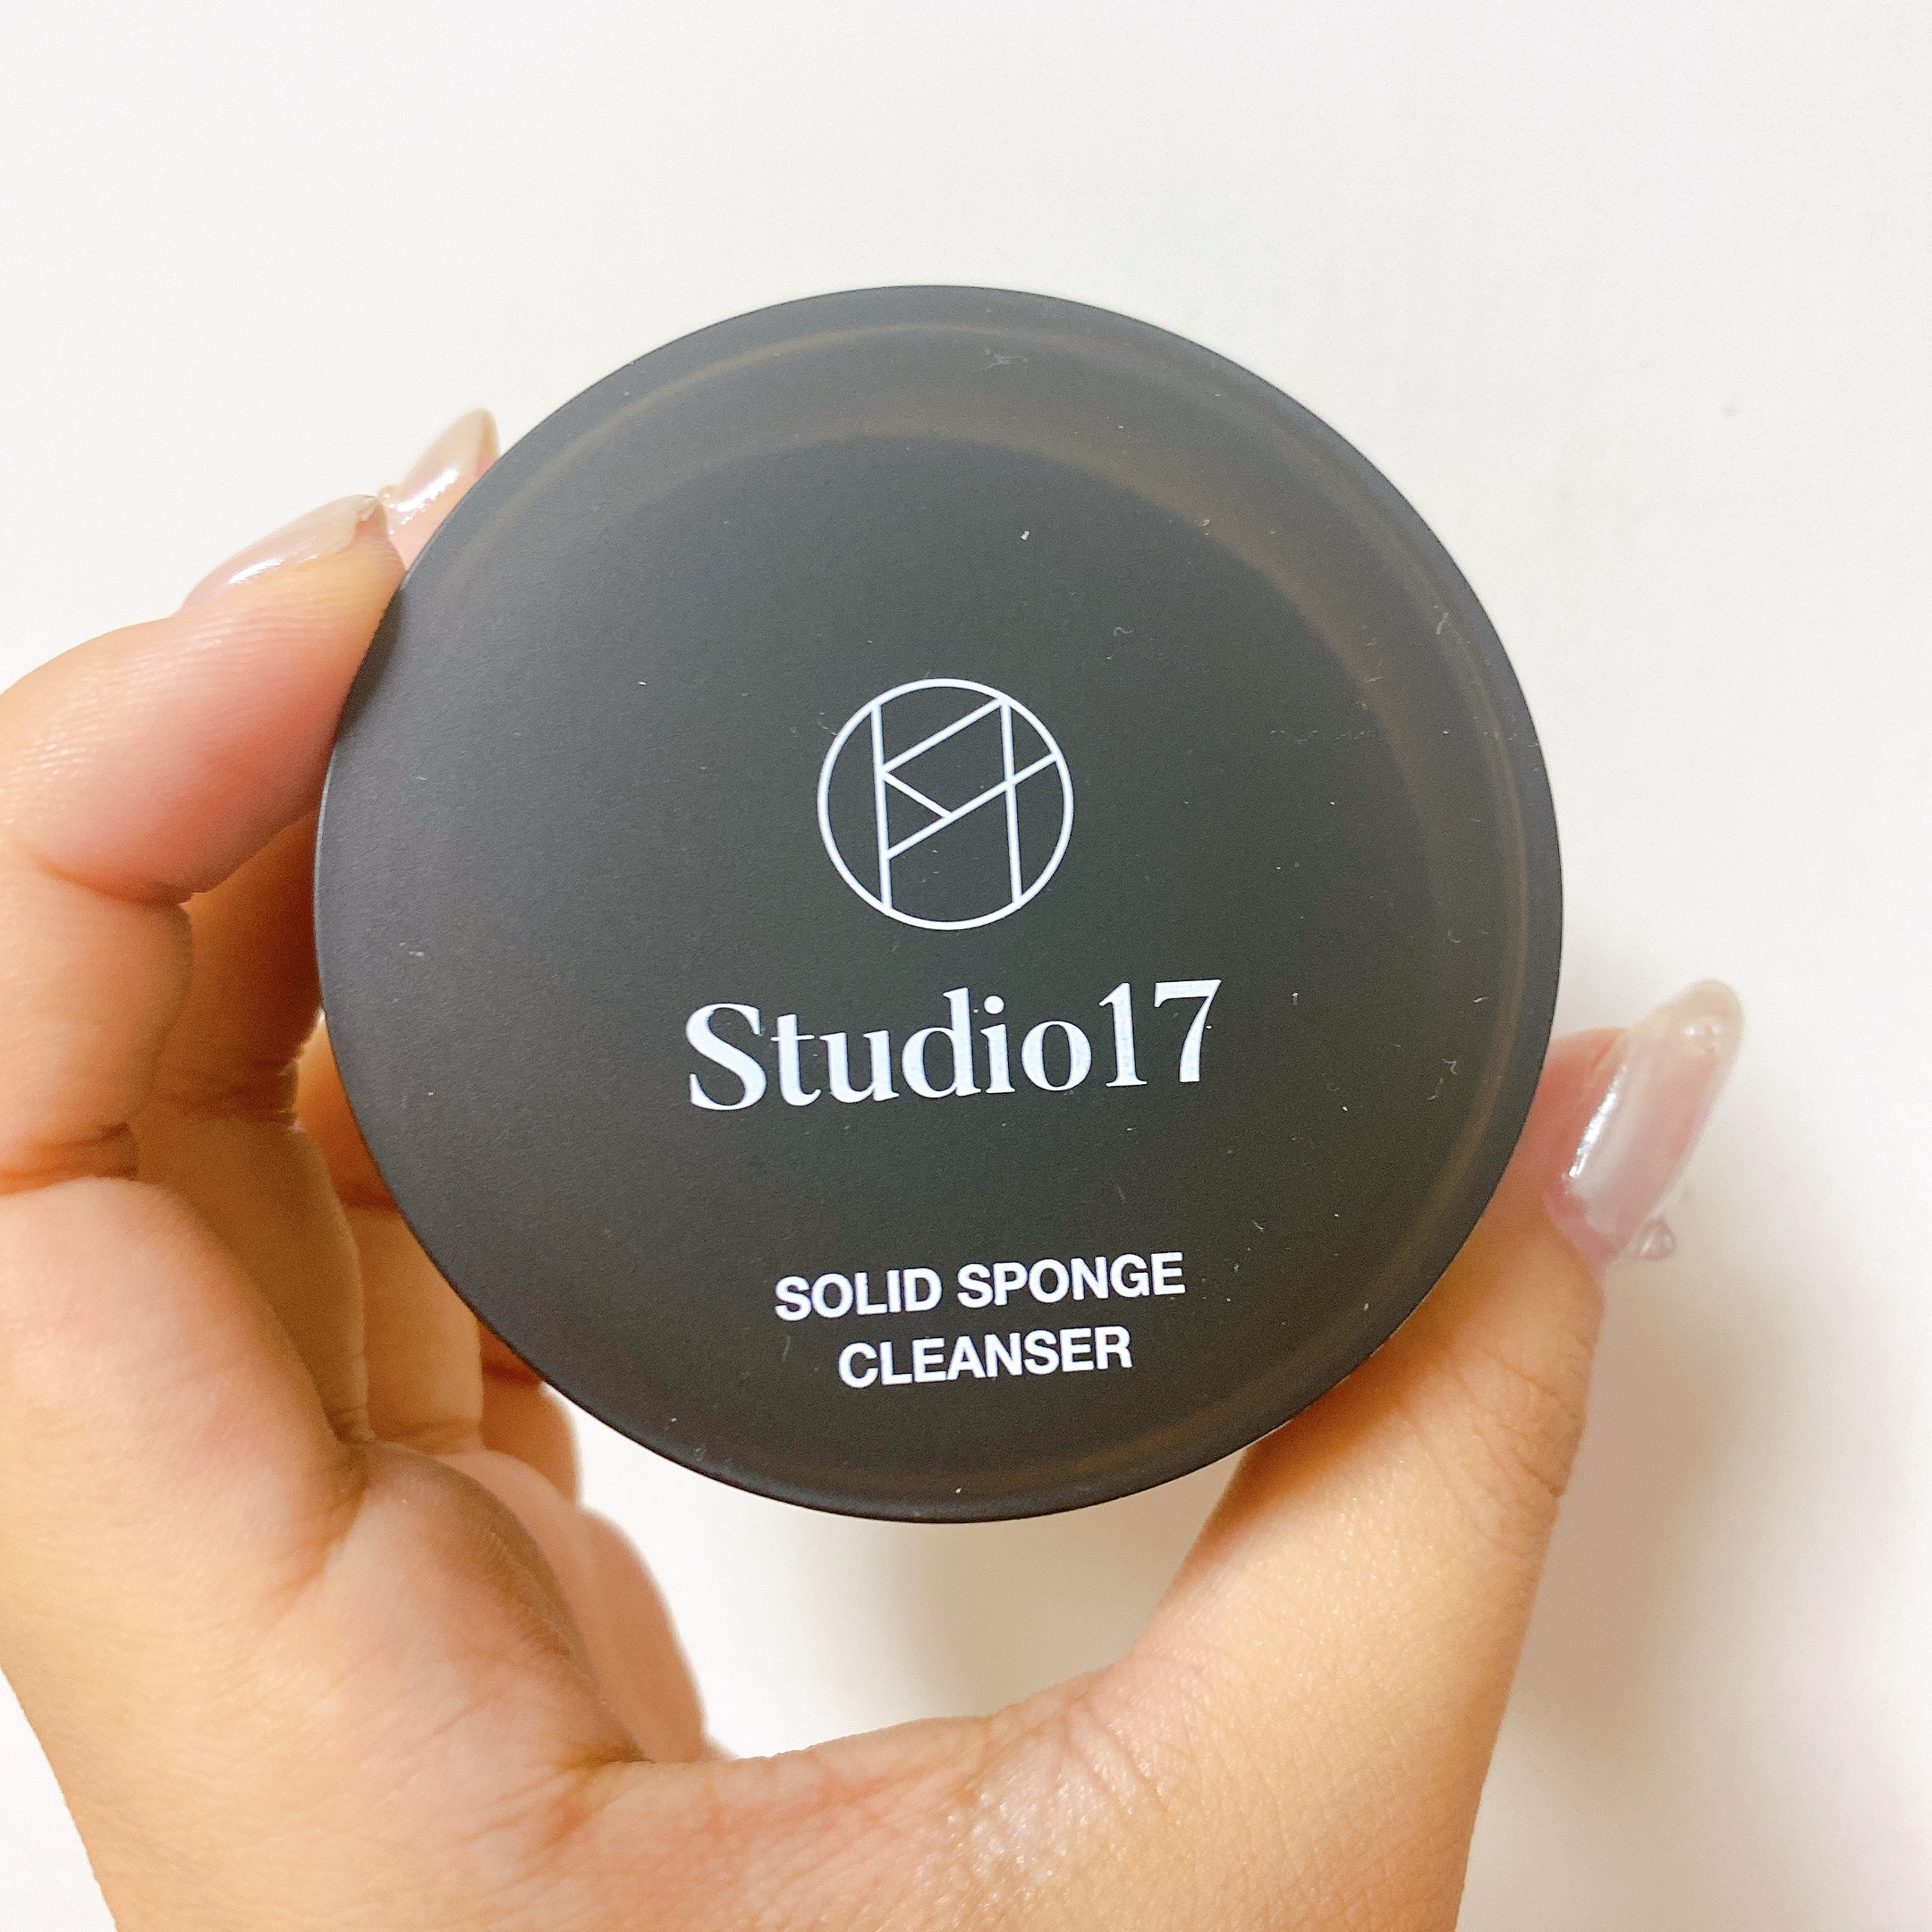 Studio17
SOLID SPONGE
CLEANSER